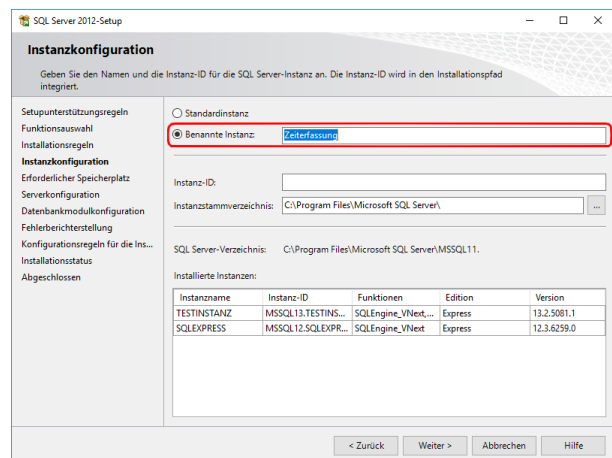 SQL Server 2012-Setup
Instanzkonfiguration
Geben Sie den Namen und die Instanz-ID für die SQL Server-Instanz an. Die Instanz-ID wird in den Installationspfad
integriert.
Setupunterstützungsregeln
Funktionsauswahl
Installationsregeln
Instanzkonfiguration
Erforderlicher Speicherplatz
Serverkonfiguration
Datenbankmodulkonfiguration
Fehlerberichterstellung
Konfigurationsregeln für die Ins...
Installationsstatus
Abgeschlossen
Standardinstanz
Benannte Instanz: Zeiterfassung
Instanz-ID:
Instanzstammverzeichnis: C:\Program Files\Microsoft SQL Server\ ...
SQL Server-Verzeichnis: C:\Program Files\Microsoft SQL Server\MSSQL11.
Installierte Instanzen:
Instanzname Instanz-ID Funktionen Edition Version
TESTINSTANZ MSSQL13.TESTINS... SQLEngine_VNext,... Express 13.2.5081.1
SQLEXPRESS MSSQL12.SQLEXPR... SQLEngine_VNext Express 12.3.6259.0
< Zurück Weiter > Abbrechen Hilfe